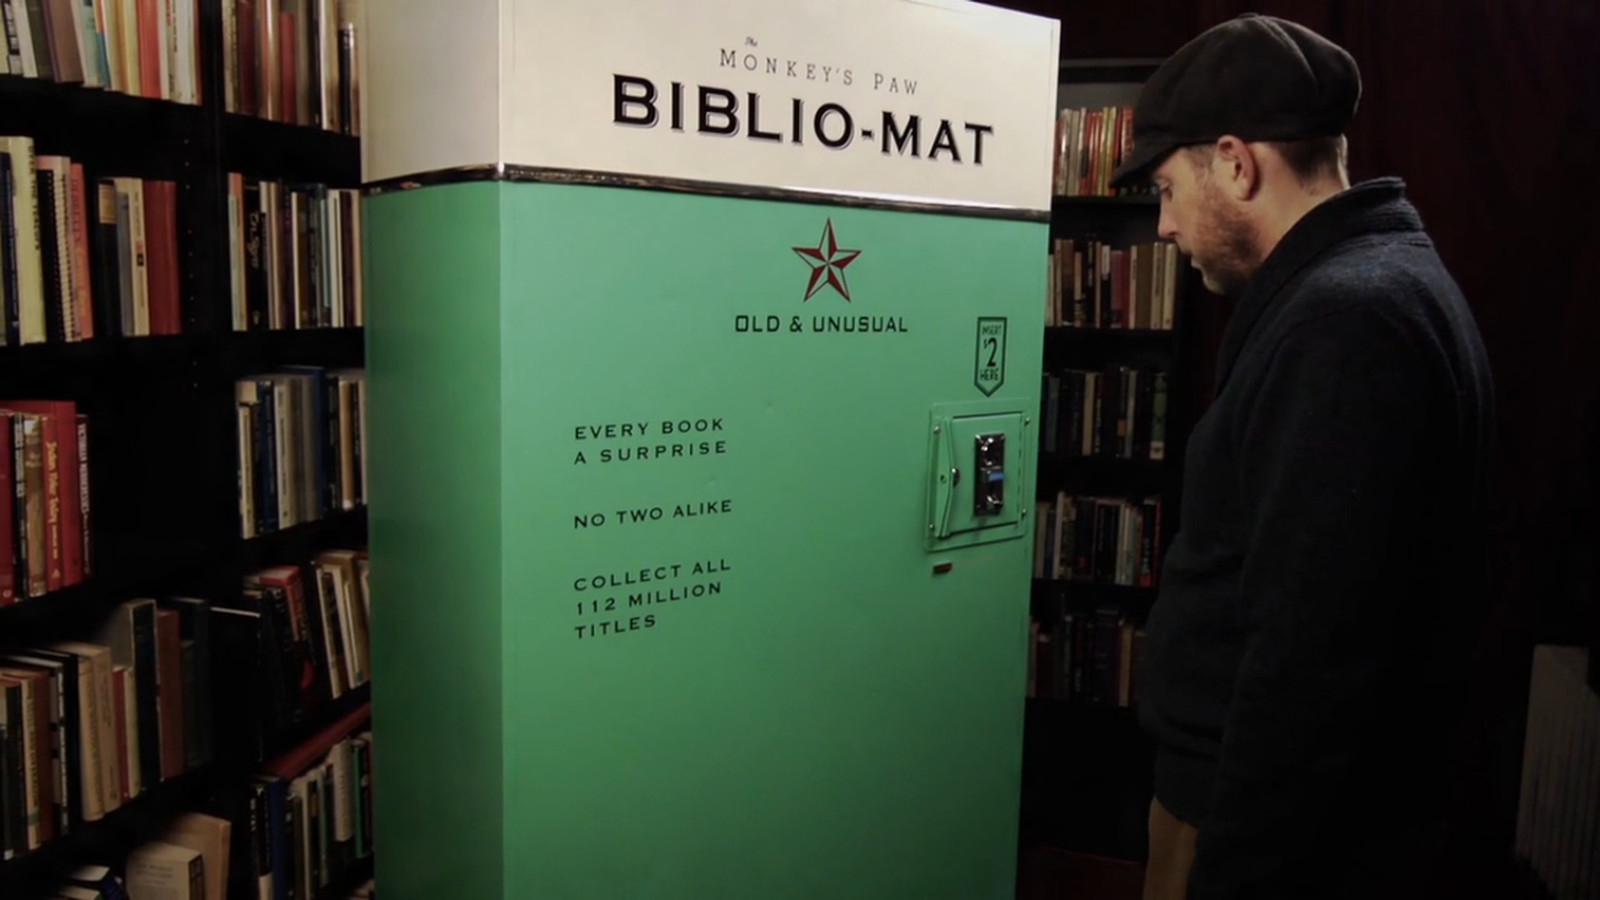 The
MONKEY'S PAW
BIBLIO-MAT
OLD & UNUSUAL
INSERT
$2
HERE
EVERY BOOK
A SURPRISE
NO TWO ALIKE
COLLECT ALL
112 MILLION
TITLES